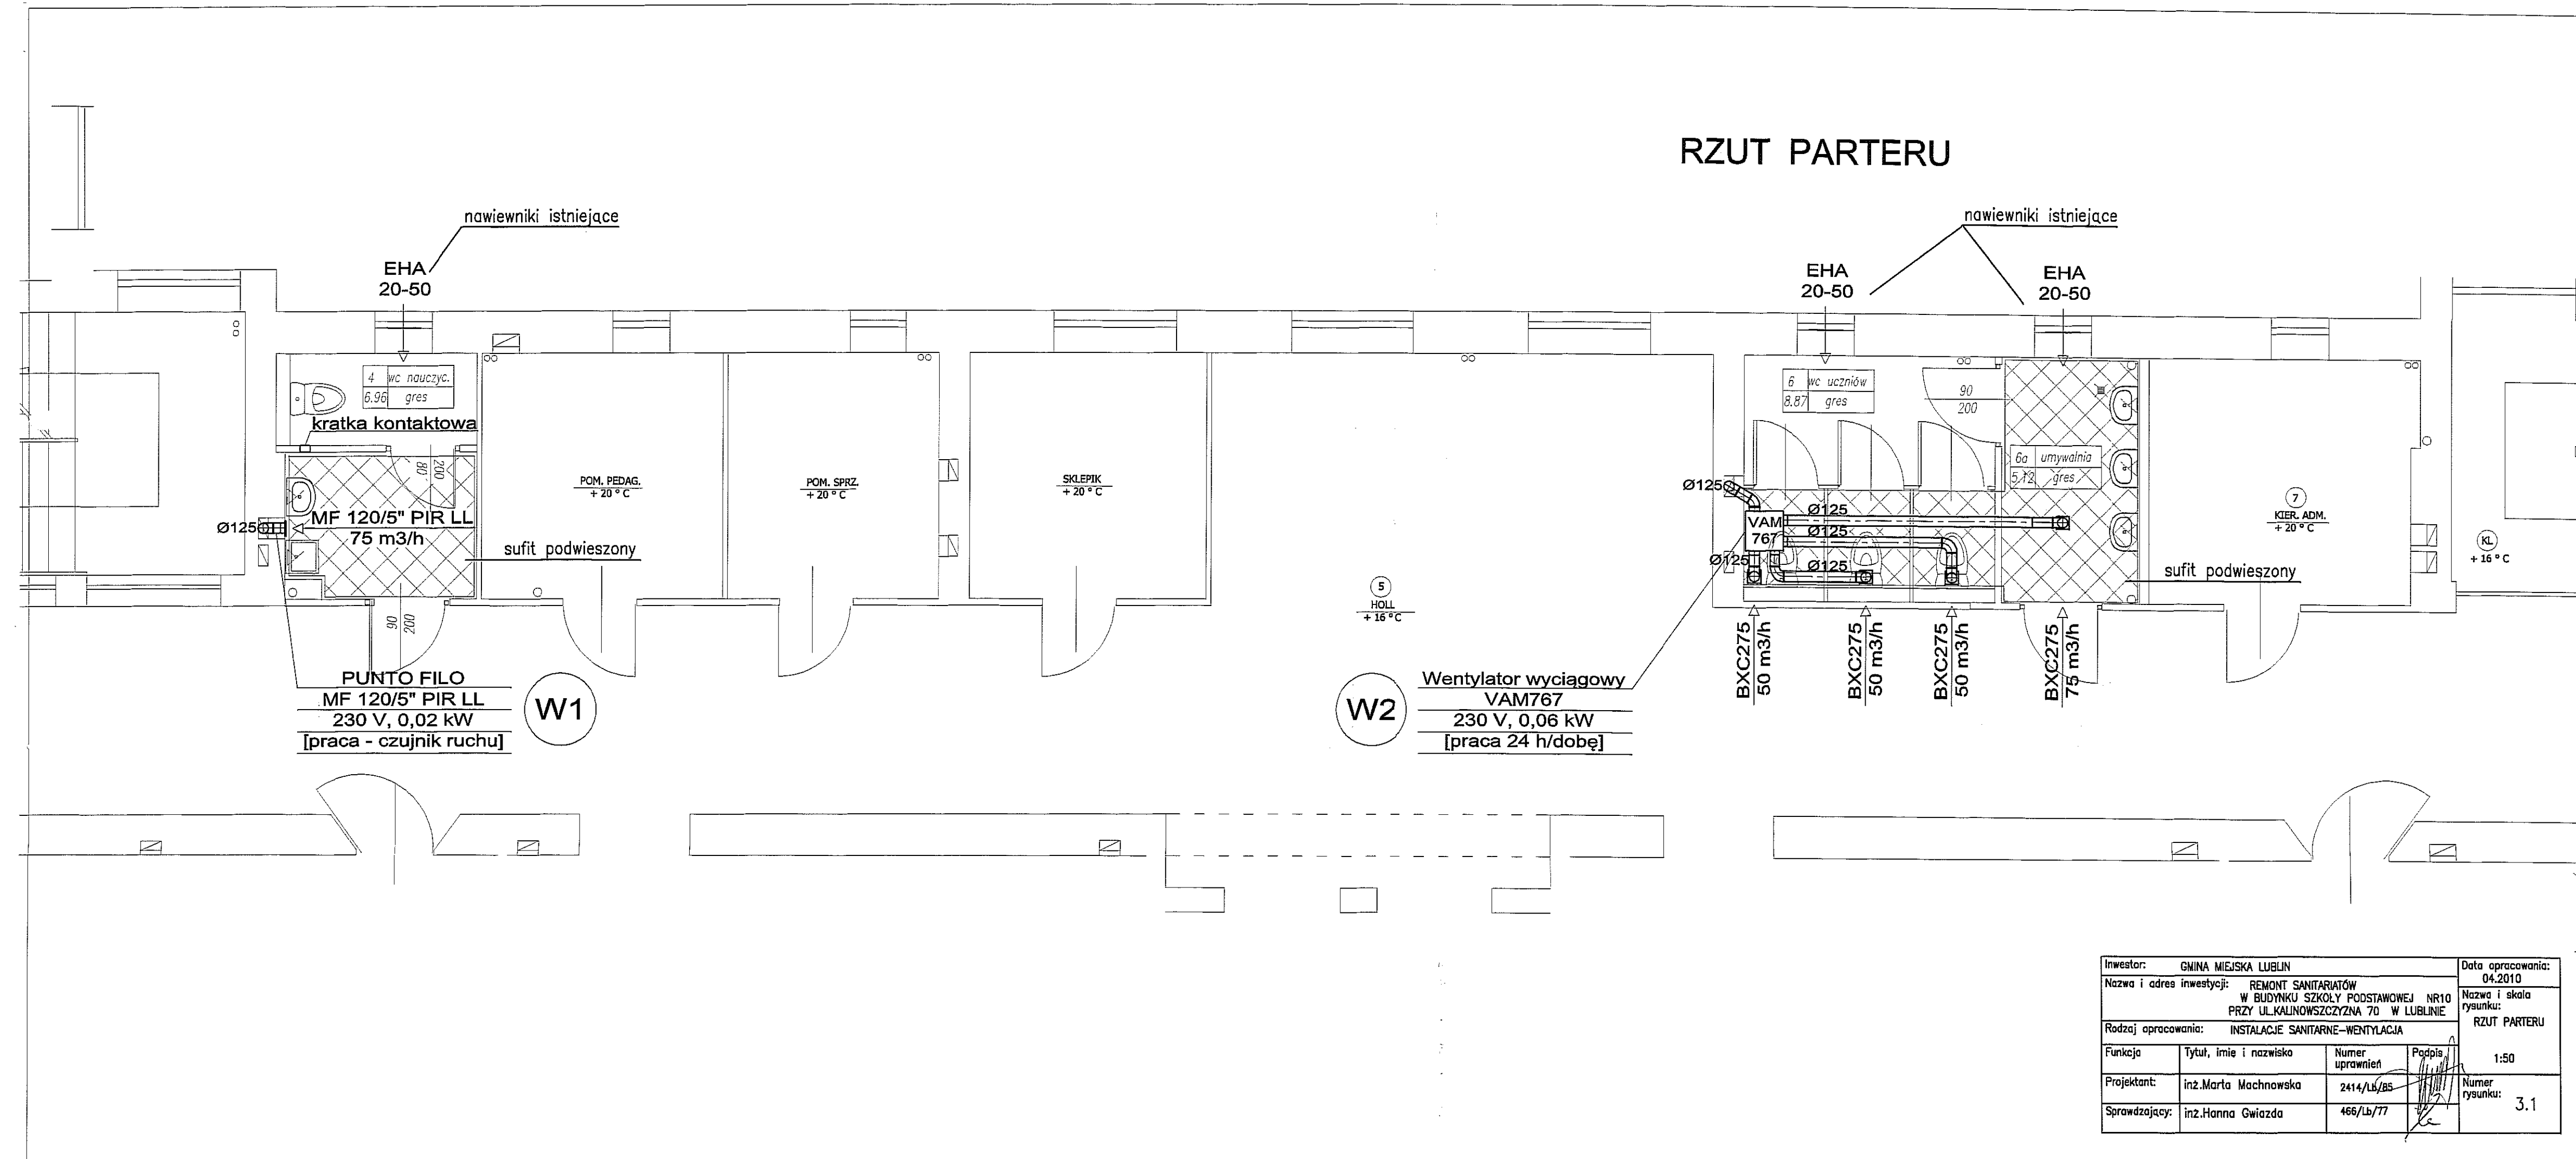 RZUT PARTERU
nawiewniki istniejące
EHA
20-50
nawiewniki istniejące
EHA
20-50
EHA
20-50
4 wc nauczyc.
6.96 gres
kratka kontaktowa
200
80
Ø125
MF 120/5" PIR LL
75 m3/h
sufit podwieszony
90
200
POM. PEDAG.
+ 20 ° C
POM. SPRZ.
+ 20 ° C
SKLEPIK
+ 20 ° C
5
HOLL
+ 16 ° C
6 wc uczniów
8.87 gres
90
200
6a umywalnia
5.12 gres
Ø125
VAM
767
Ø125
Ø125
Ø125
Ø125
7
KIER. ADM.
+ 20 ° C
KL
+ 16 ° C
sufit podwieszony
BXC275
50 m3/h
BXC275
50 m3/h
BXC275
50 m3/h
BXC275
75 m3/h
PUNTO FILO
MF 120/5" PIR LL
230 V, 0,02 kW
[praca - czujnik ruchu]
W1
W2
Wentylator wyciągowy
VAM767
230 V, 0,06 kW
[praca 24 h/dobę]
Inwestor: GMINA MIEJSKA LUBLIN
Data opracowania:
04.2010
Nazwa i adres inwestycji: REMONT SANITARIATÓW
W BUDYNKU SZKOŁY PODSTAWOWEJ NR10
PRZY UL.KALINOWSZCZYZNA 70 W LUBLINIE
Nazwa i skala
rysunku:
RZUT PARTERU
1:50
Rodzaj opracowania: INSTALACJE SANITARNE-WENTYLACJA
Funkcja Tytuł, imię i nazwisko Numer
uprawnień Podpis
Projektant: inż.Marta Machnowska 2414/Lb/85
Sprawdzający: inż.Hanna Gwiazda 466/Lb/77
Numer
rysunku: 3.1